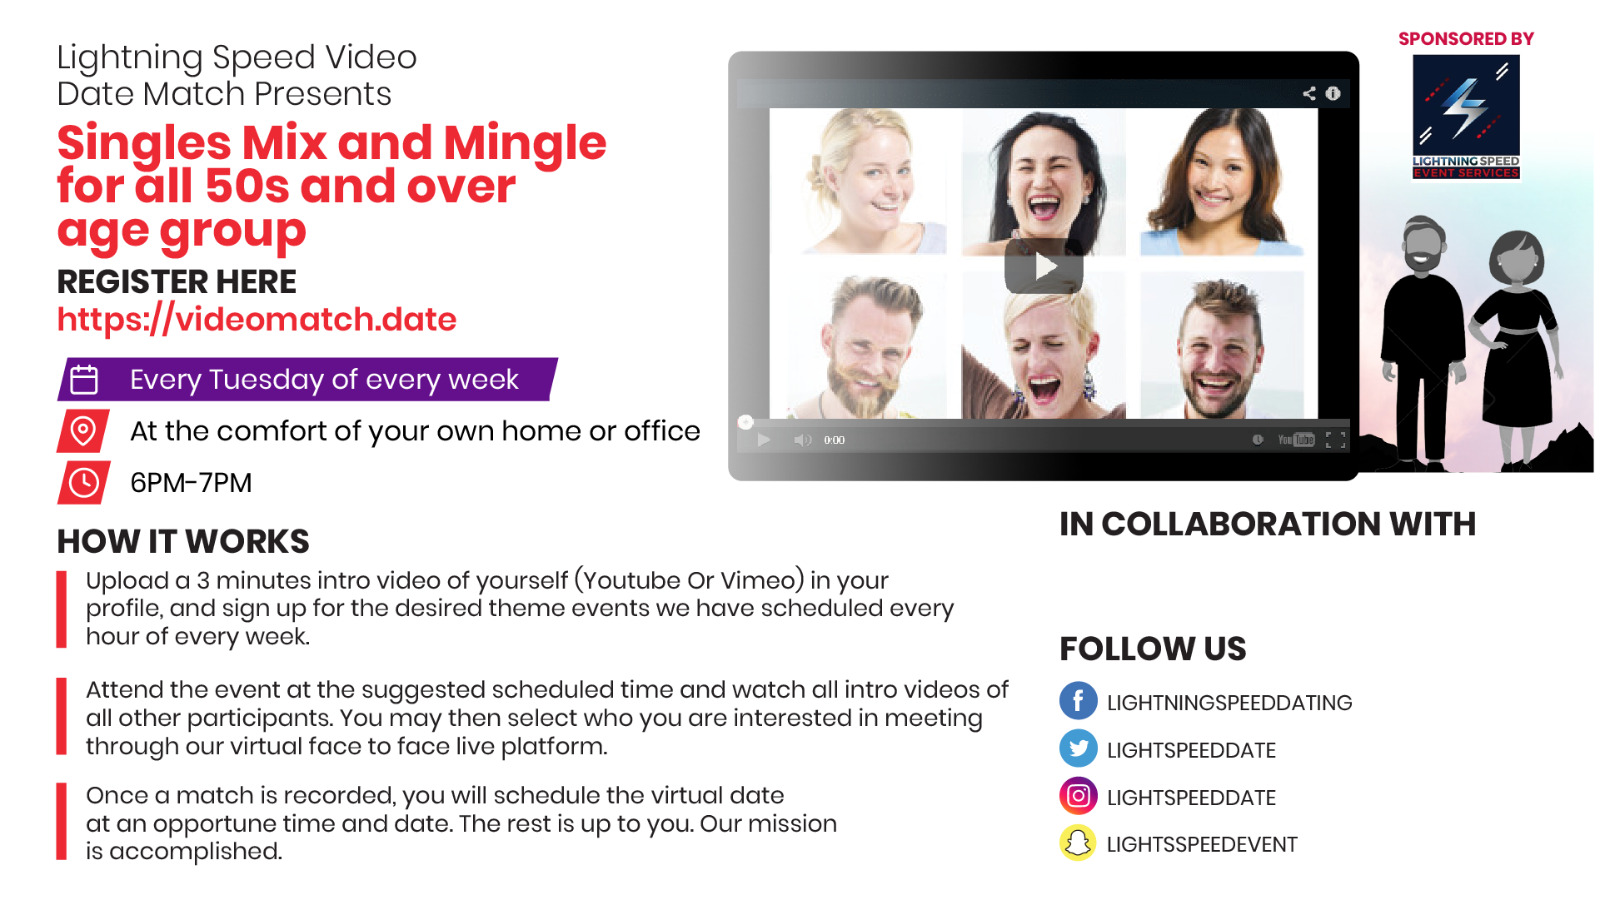 Lightning Speed Video
Date Match Presents
Singles Mix and Mingle
for all 50s and over
age group
REGISTER HERE
https://videomatch.date
Every Tuesday of every week
At the comfort of your own home or office
6PM-7PM
HOW IT WORKS
Upload a 3 minutes intro video of yourself (Youtube Or Vimeo) in your
profile, and sign up for the desired theme events we have scheduled every
hour of every week.
Attend the event at the suggested scheduled time and watch all intro videos of
all other participants. You may then select who you are interested in meeting
through our virtual face to face live platform.
Once a match is recorded, you will schedule the virtual date
at an opportune time and date. The rest is up to you. Our mission
is accomplished.
0:00
YouTube
SPONSORED BY
LIGHTNING SPEED
EVENT SERVICES
IN COLLABORATION WITH
FOLLOW US
LIGHTNINGSPEEDDATING
LIGHTSPEEDDATE
LIGHTSPEEDDATE
LIGHTSSPEEDEVENT